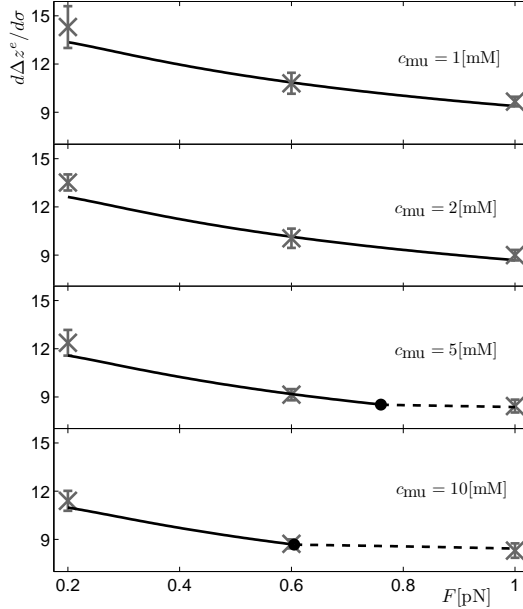 dΔz^e/dσ
15
12
9
c_mu = 1[mM]
15
12
9
c_mu = 2[mM]
15
12
9
c_mu = 5[mM]
15
12
9
c_mu = 10[mM]
0.2 0.4 0.6 0.8 1
F[pN]